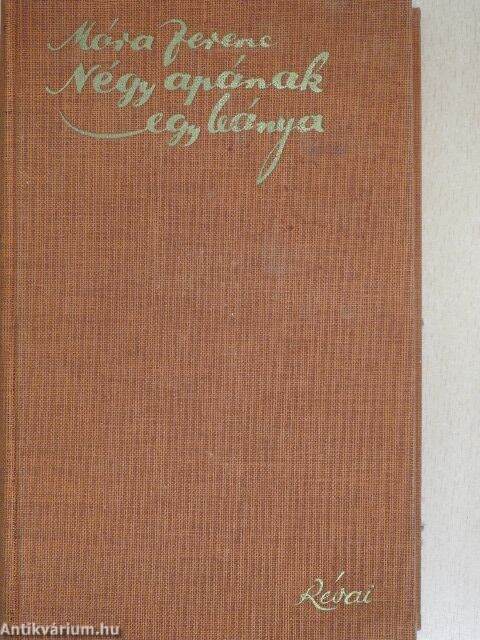 Móra Ferenc
Négy apának
egy leánya
Révai
Antikvárium.hu